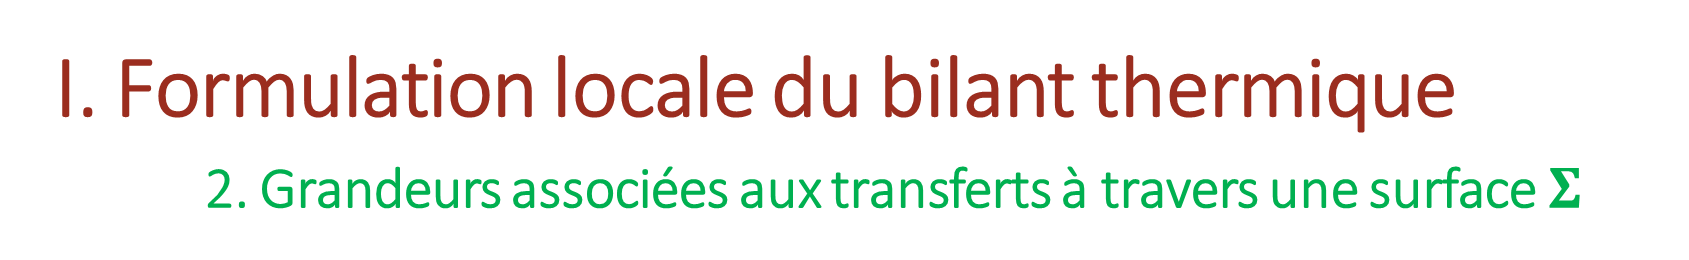 I. Formulation locale du bilant thermique
2. Grandeurs associées aux transferts à travers une surface Σ